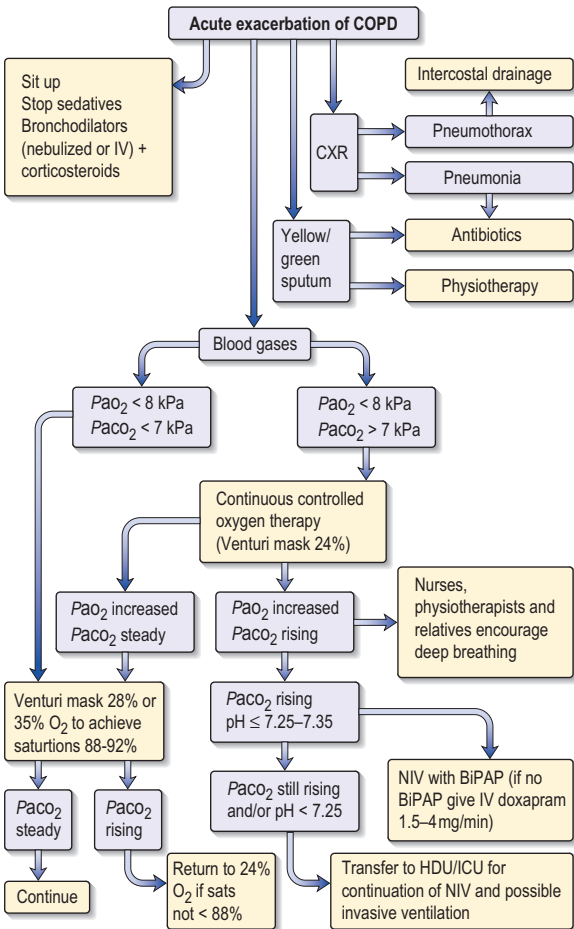 Acute exacerbation of COPD
Sit up
Stop sedatives
Bronchodilators
(nebulized or IV) +
corticosteroids
Intercostal drainage
CXR
Pneumothorax
Pneumonia
Yellow/
green
sputum
Antibiotics
Physiotherapy
Blood gases
Pao2 < 8 kPa
Paco2 < 7 kPa
Pao2 < 8 kPa
Paco2 > 7 kPa
Continuous controlled
oxygen therapy
(Venturi mask 24%)
Pao2 increased
Paco2 steady
Pao2 increased
Paco2 rising
Nurses,
physiotherapists and
relatives encourage
deep breathing
Venturi mask 28% or
35% O2 to achieve
saturtions 88-92%
Paco2 rising
pH ≤ 7.25–7.35
Paco2
steady
Paco2
rising
Paco2 still rising
and/or pH < 7.25
NIV with BiPAP (if no
BiPAP give IV doxapram
1.5–4 mg/min)
Continue
Return to 24%
O2 if sats
not < 88%
Transfer to HDU/ICU for
continuation of NIV and possible
invasive ventilation